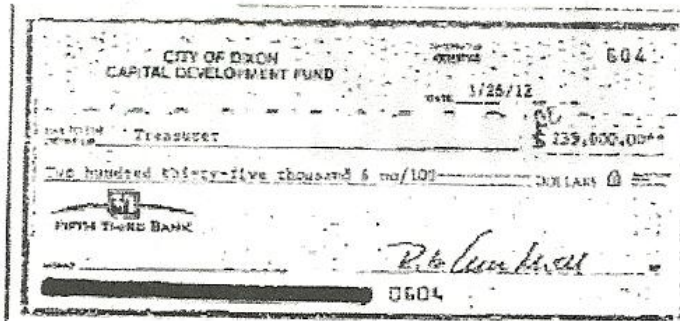 CITY OF DIXON
CAPITAL DEVELOPMENT FUND
604
DATE 1/25/12
Treasurer
$ 235,000.00**
Two hundred thirty-five thousand & no/100
DOLLARS
FIFTH THIRD BANK
0604